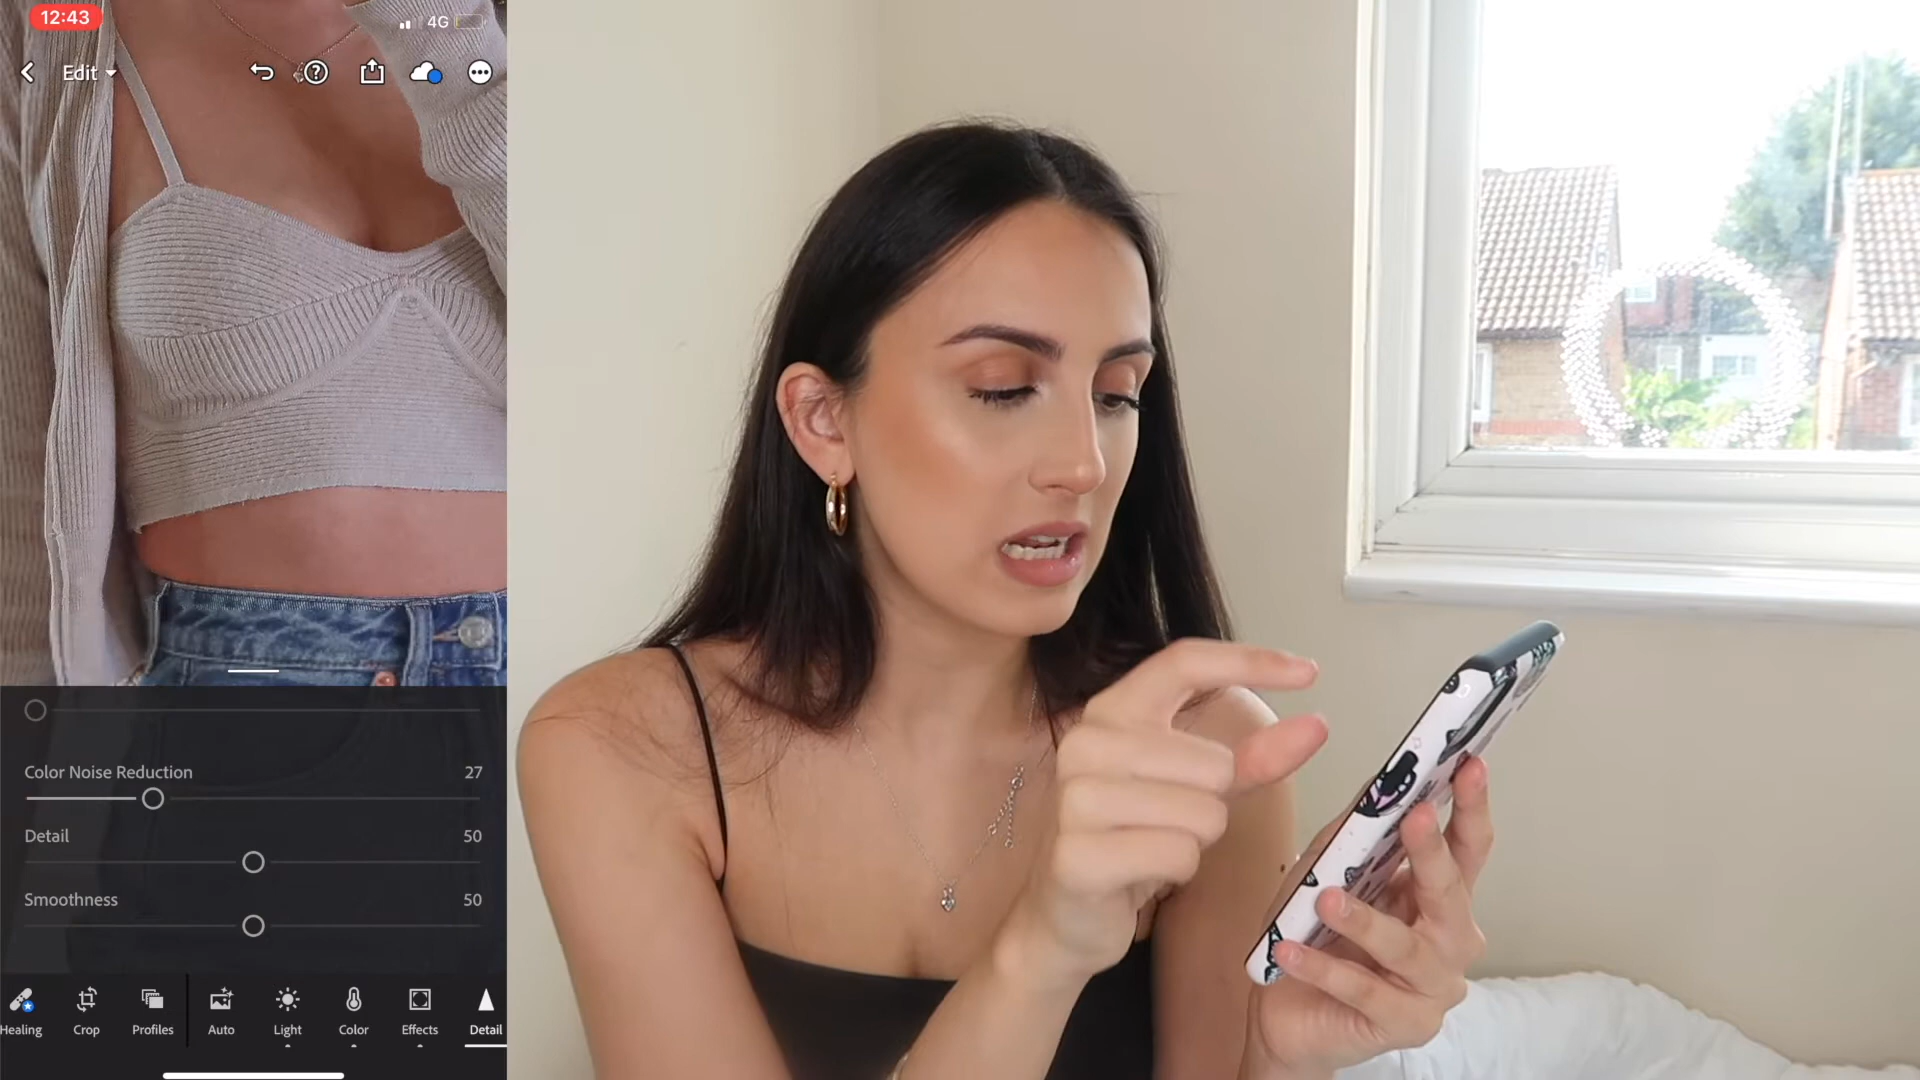 12:43
4G
Edit
Color Noise Reduction 27
Detail 50
Smoothness 50
Healing Crop Profiles Auto Light Color Effects Detail